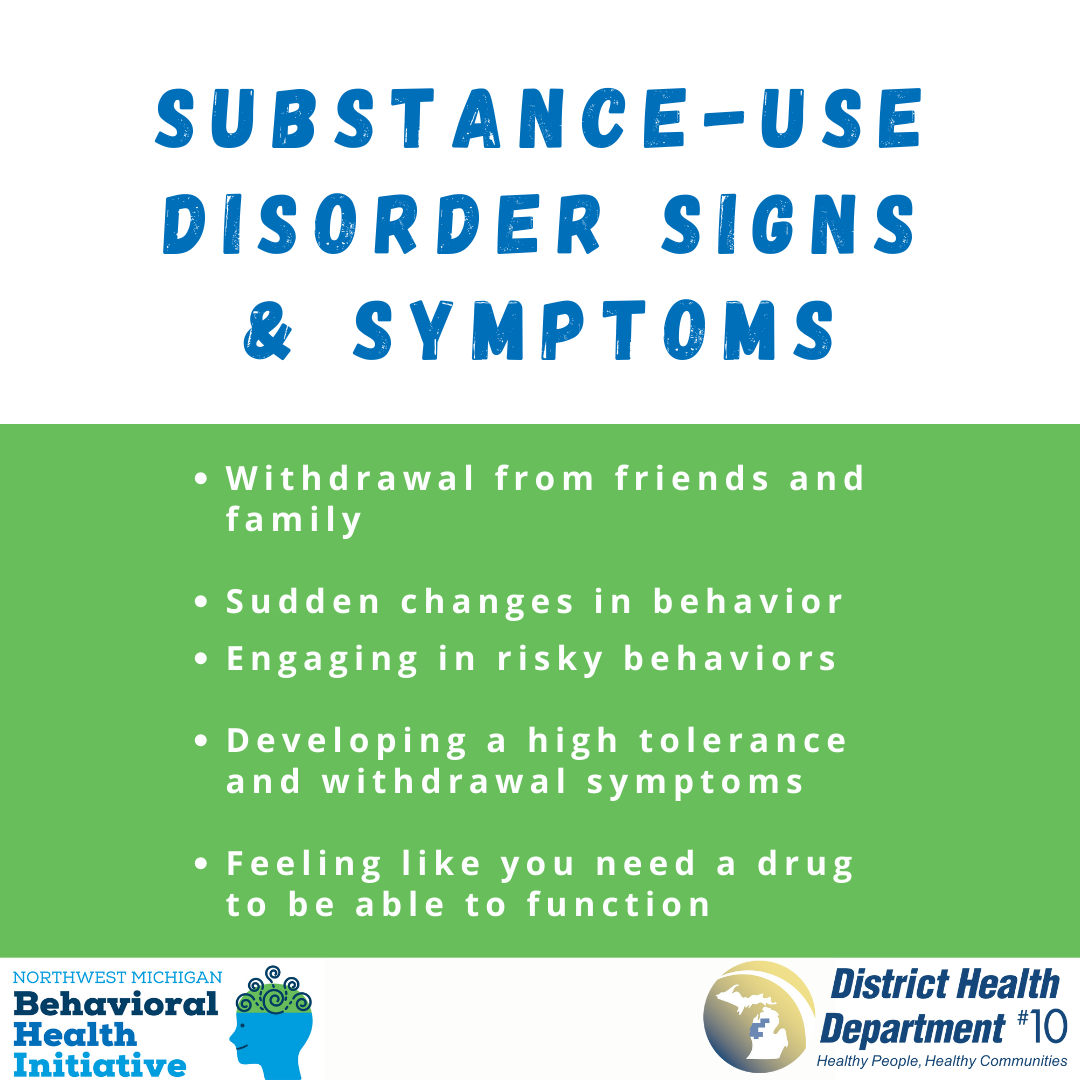 SUBSTANCE-USE
DISORDER SIGNS
& SYMPTOMS
• Withdrawal from friends and
family
• Sudden changes in behavior
• Engaging in risky behaviors
• Developing a high tolerance
and withdrawal symptoms
• Feeling like you need a drug
to be able to function
NORTHWEST MICHIGAN
Behavioral
Health
Initiative
District Health
Department #10
Healthy People, Healthy Communities